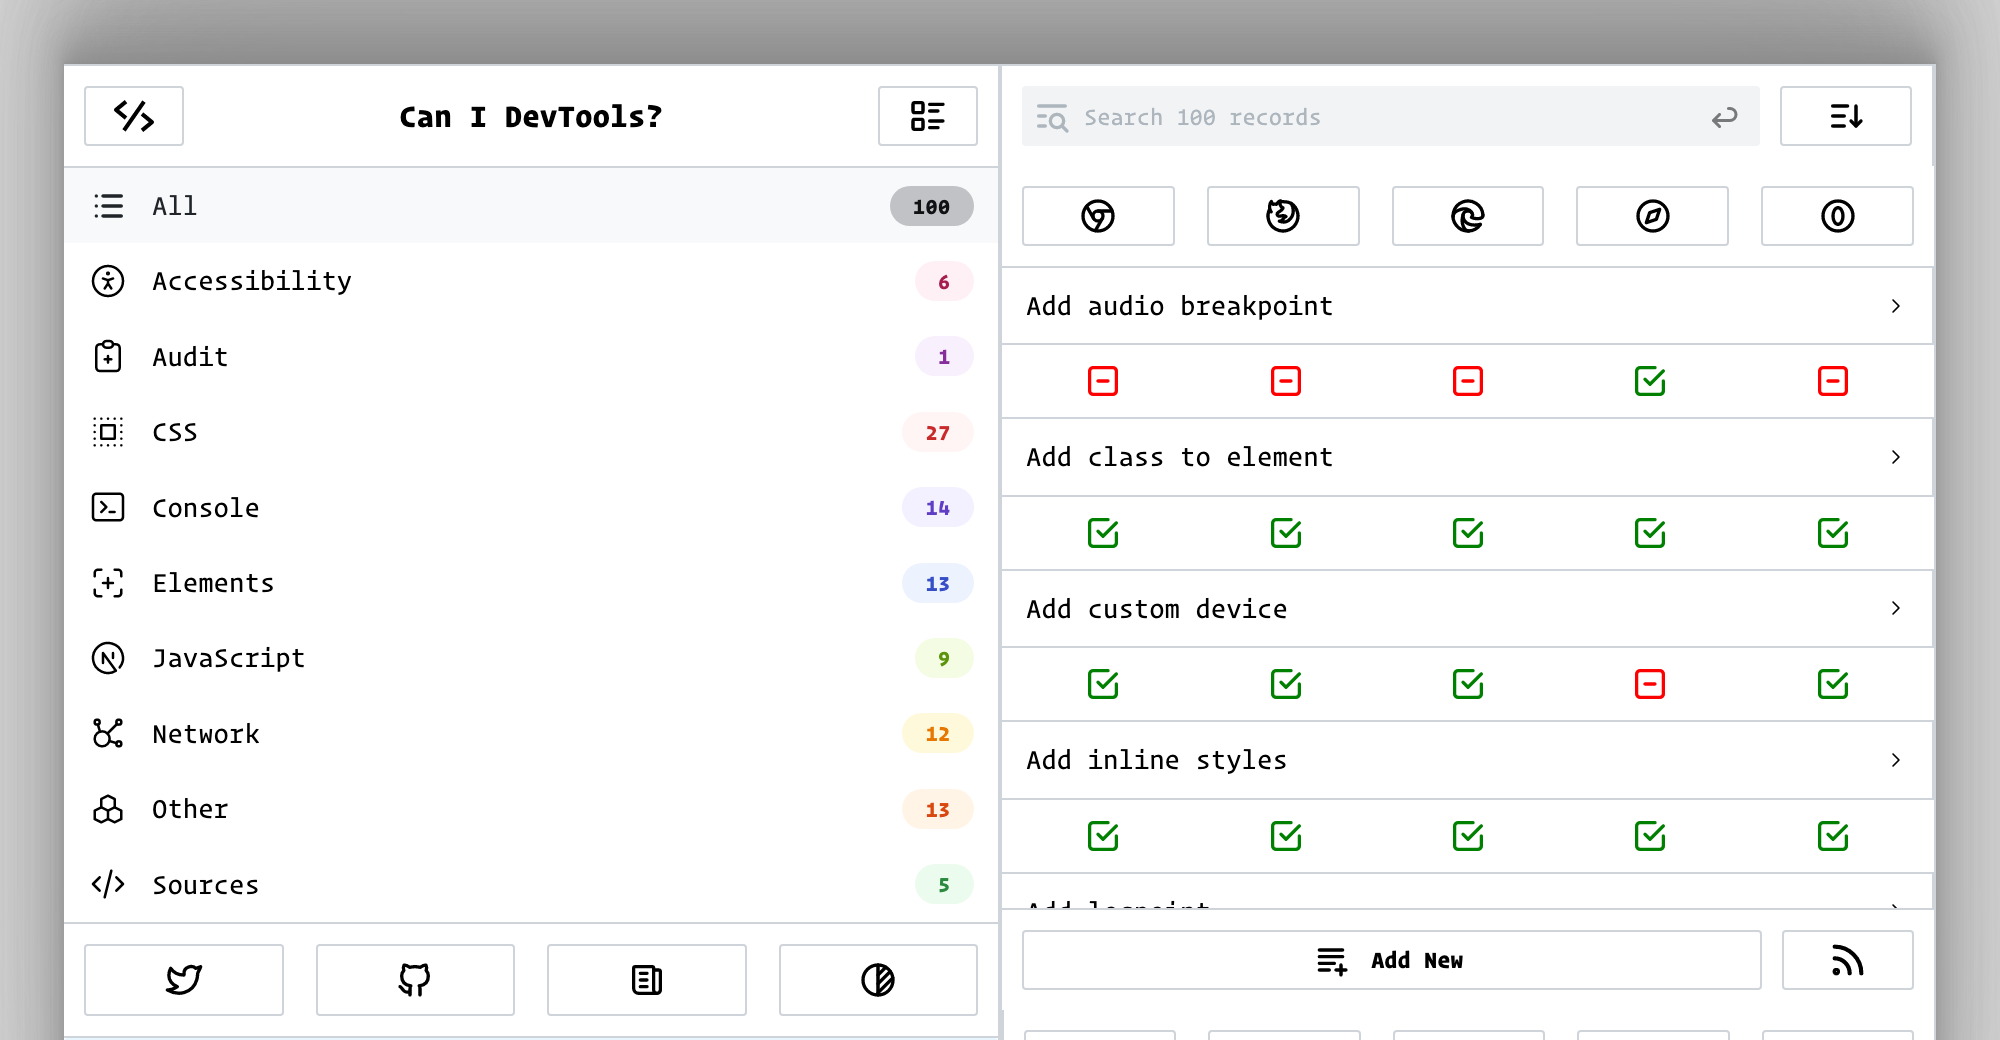 Can I DevTools?
All 100
Accessibility 6
Audit 1
CSS 27
Console 14
Elements 13
JavaScript 9
Network 12
Other 13
Sources 5
Search 100 records
Add audio breakpoint
Add class to element
Add custom device
Add inline styles
Add logpoint
Add New